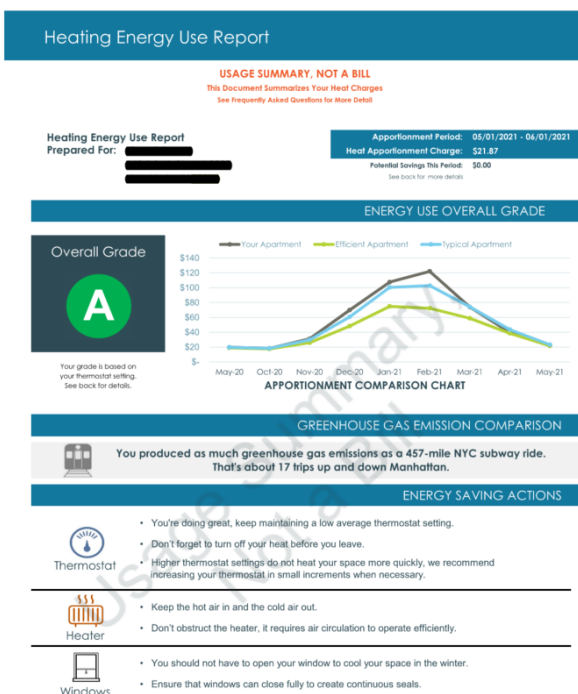 Heating Energy Use Report
USAGE SUMMARY, NOT A BILL
This Document Summarizes Your Heat Charges
See Frequently Asked Questions for More Detail
Heating Energy Use Report
Prepared For:
Apportionment Period: 05/01/2021 - 06/01/2021
Heat Apportionment Charge: $21.87
Potential Savings This Period: $0.00
See back for more details
ENERGY USE OVERALL GRADE
Overall Grade
A
Your grade is based on
your thermostat setting.
See back for details.
Your Apartment Efficient Apartment Typical Apartment
$140
$120
$100
$80
$60
$40
$20
$-
May-20 Oct-20 Nov-20 Dec-20 Jan-21 Feb-21 Mar-21 Apr-21 May-21
APPORTIONMENT COMPARISON CHART
GREENHOUSE GAS EMISSION COMPARISON
You produced as much greenhouse gas emissions as a 457-mile NYC subway ride.
That's about 17 trips up and down Manhattan.
ENERGY SAVING ACTIONS
Thermostat
• You're doing great, keep maintaining a low average thermostat setting.
• Don't forget to turn off your heat before you leave.
• Higher thermostat settings do not heat your space more quickly, we recommend
increasing your thermostat in small increments when necessary.
Heater
• Keep the hot air in and the cold air out.
• Don't obstruct the heater, it requires air circulation to operate efficiently.
Windows
• You should not have to open your window to cool your space in the winter.
• Ensure that windows can close fully to create continuous seals.
Usage Summary
Not a Bill